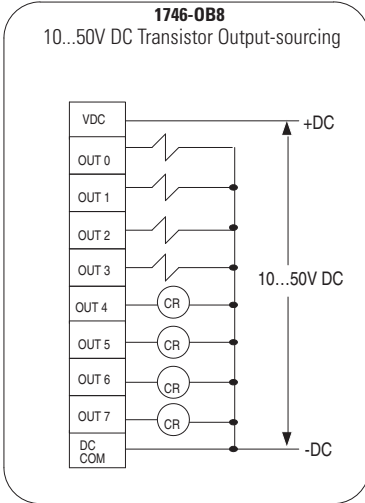 1746-OB8
10...50V DC Transistor Output-sourcing
VDC
+DC
OUT 0
OUT 1
OUT 2
OUT 3
10...50V DC
OUT 4
CR
OUT 5
CR
OUT 6
CR
OUT 7
CR
DC
COM
-DC